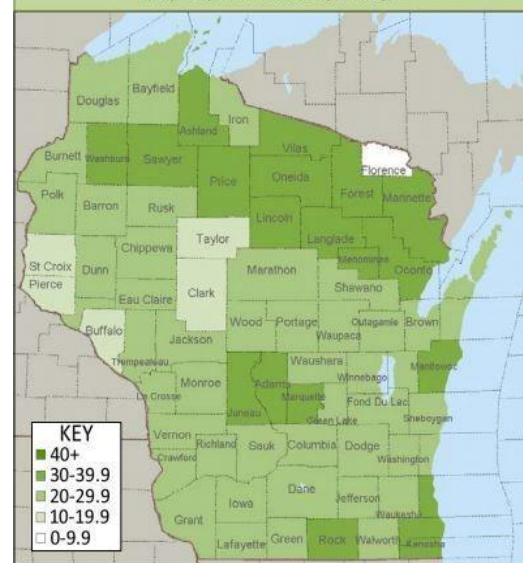 Bayfield
Douglas
Iron
Ashland
Vilas
Burnett
Washburn
Sawyer
Florence
Oneida
Price
Forest
Marinette
Polk
Barron
Rusk
Lincoln
Langlade
Taylor
Chippewa
Menominee
Oconto
St Croix
Dunn
Marathon
Pierce
Clark
Shawano
Eau Claire
Buffalo
Wood
Portage
Outagamie
Brown
Jackson
Waupaca
Trempealeau
Waushara
Manitowoc
Adams
Winnebago
Monroe
Marquette
La Crosse
Fond Du Lac
Juneau
Green Lake
Sheboygan
Vernon
Columbia
Dodge
Richland
Sauk
Crawford
Washington
Dane
Iowa
Jefferson
Waukesha
Grant
Lafayette
Green
Rock
Walworth
Kenosha
KEY
40+
30-39.9
20-29.9
10-19.9
0-9.9